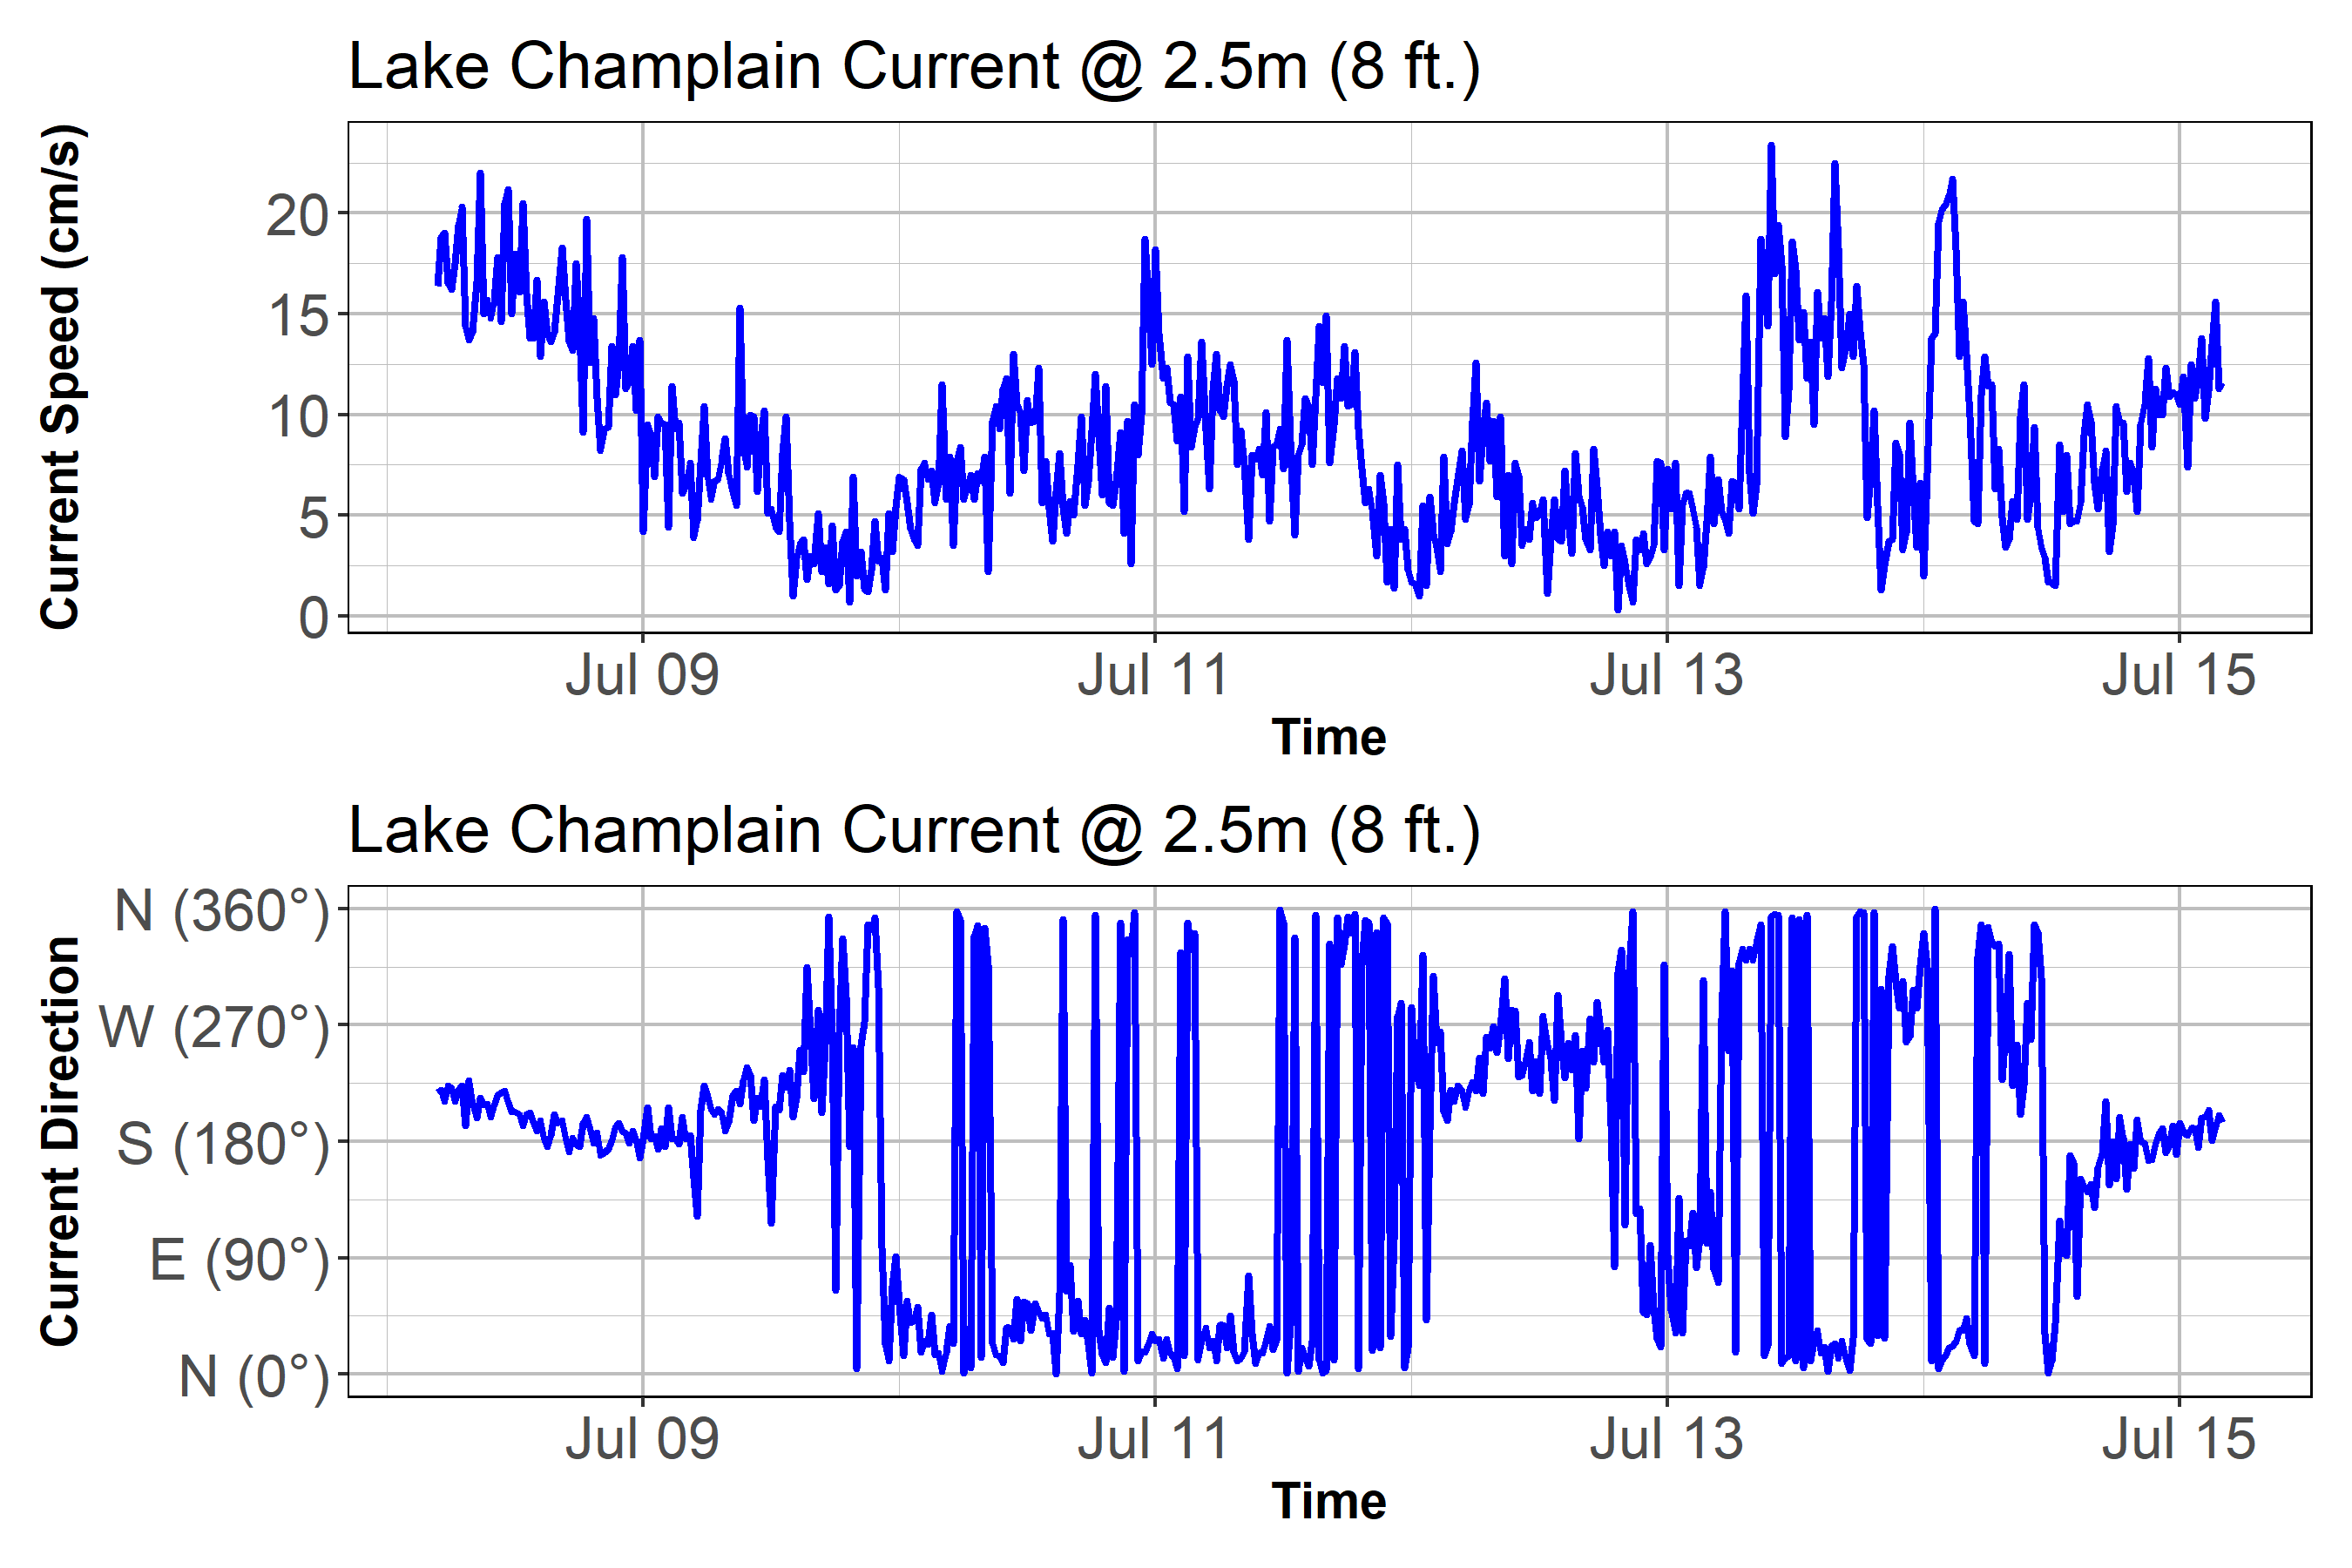 Lake Champlain Current @ 2.5m (8 ft.)
Current Speed (cm/s)
20
15
10
5
0
Jul 09 Jul 11 Jul 13 Jul 15
Time
Lake Champlain Current @ 2.5m (8 ft.)
Current Direction
N (360°)
W (270°)
S (180°)
E (90°)
N (0°)
Jul 09 Jul 11 Jul 13 Jul 15
Time